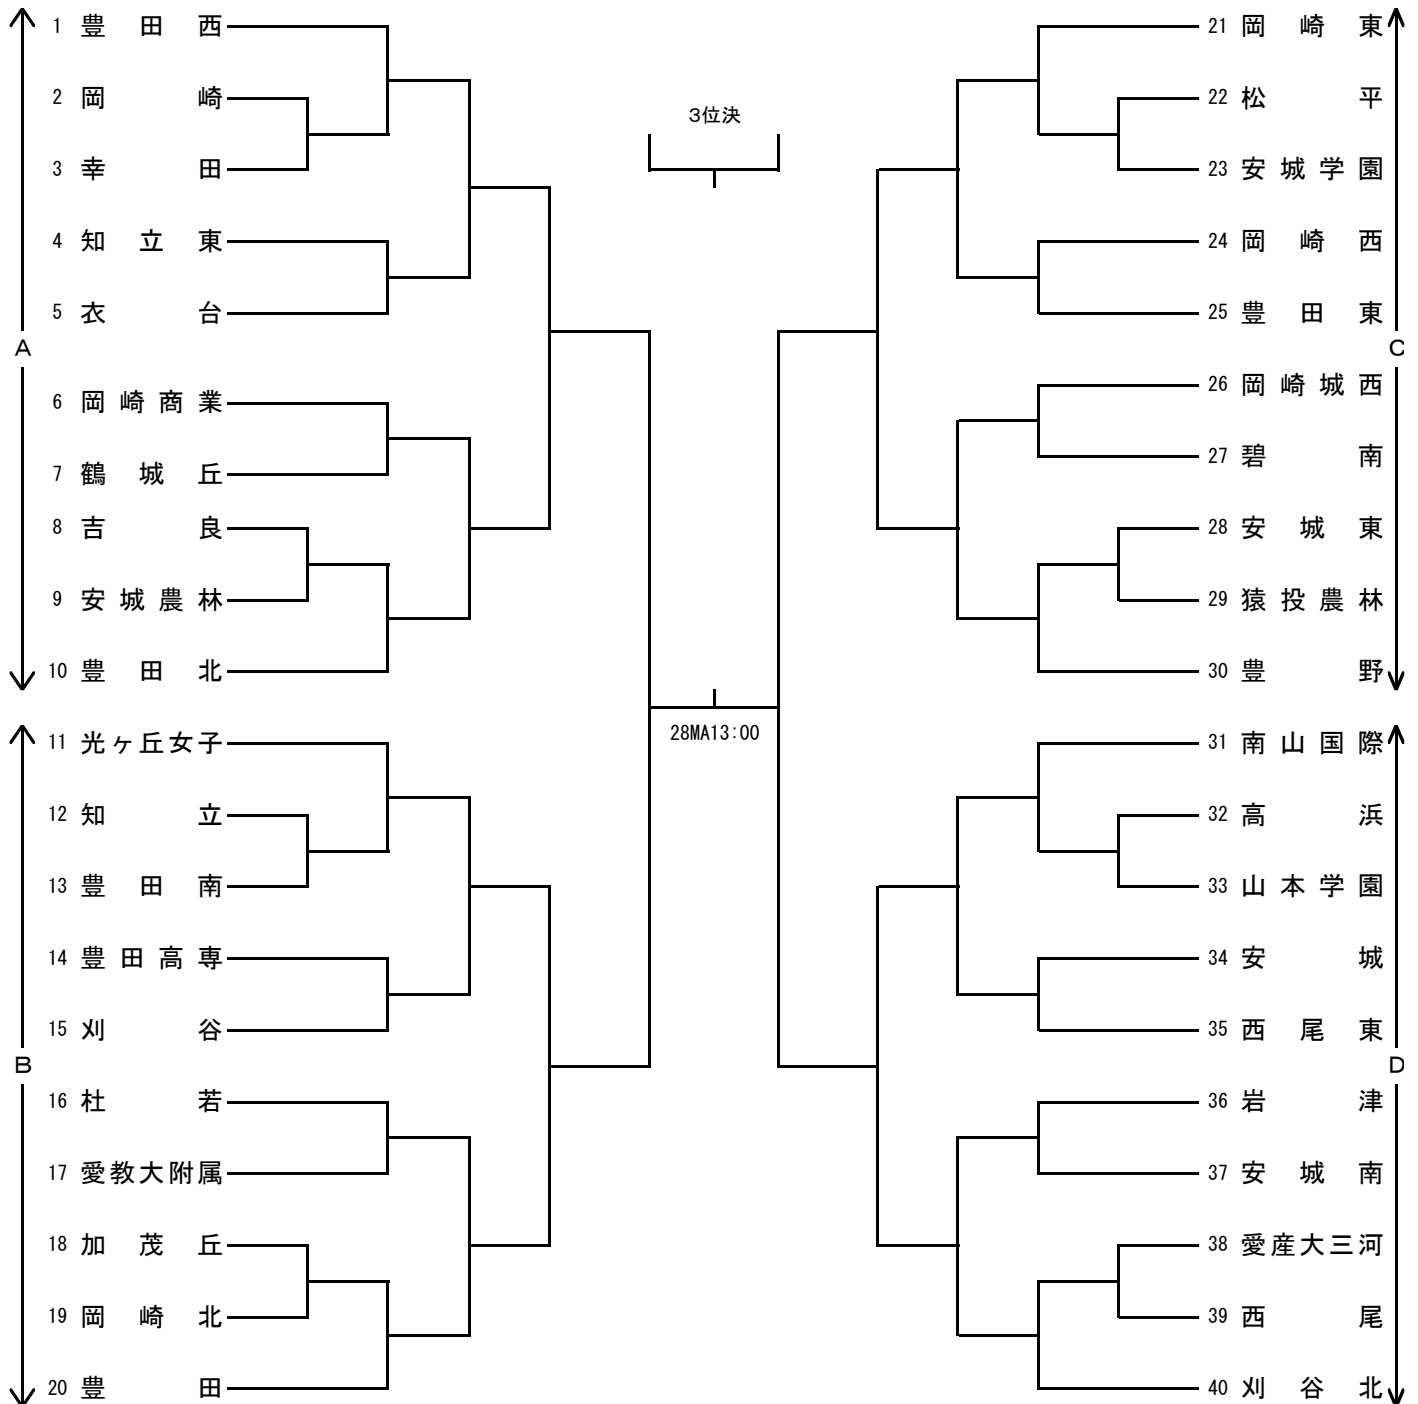 1 豊田西
2 岡崎
3 幸田
4 知立東
5 衣台
A
6 岡崎商業
7 鶴城丘
8 吉良
9 安城農林
10 豊田北
11 光ヶ丘女子
12 知立
13 豊田南
14 豊田高専
15 刈谷
B
16 杜若
17 愛教大附属
18 加茂丘
19 岡崎北
20 豊田
3位決
28MA13:00
21 岡崎東
22 松平
23 安城学園
24 岡崎西
25 豊田東
C
26 岡崎城西
27 碧南
28 安城東
29 猿投農林
30 豊野
31 南山国際
32 高浜
33 山本学園
34 安城
35 西尾東
D
36 岩津
37 安城南
38 愛産大三河
39 西尾
40 刈谷北